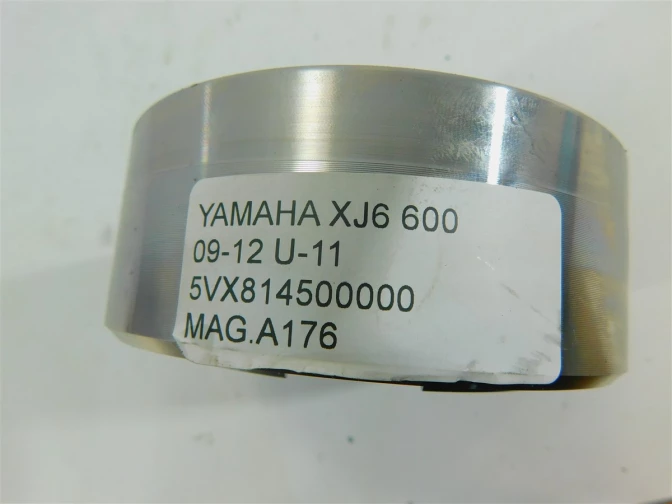 YAMAHA XJ6 600
09-12 U-11
5VX814500000
MAG.A176